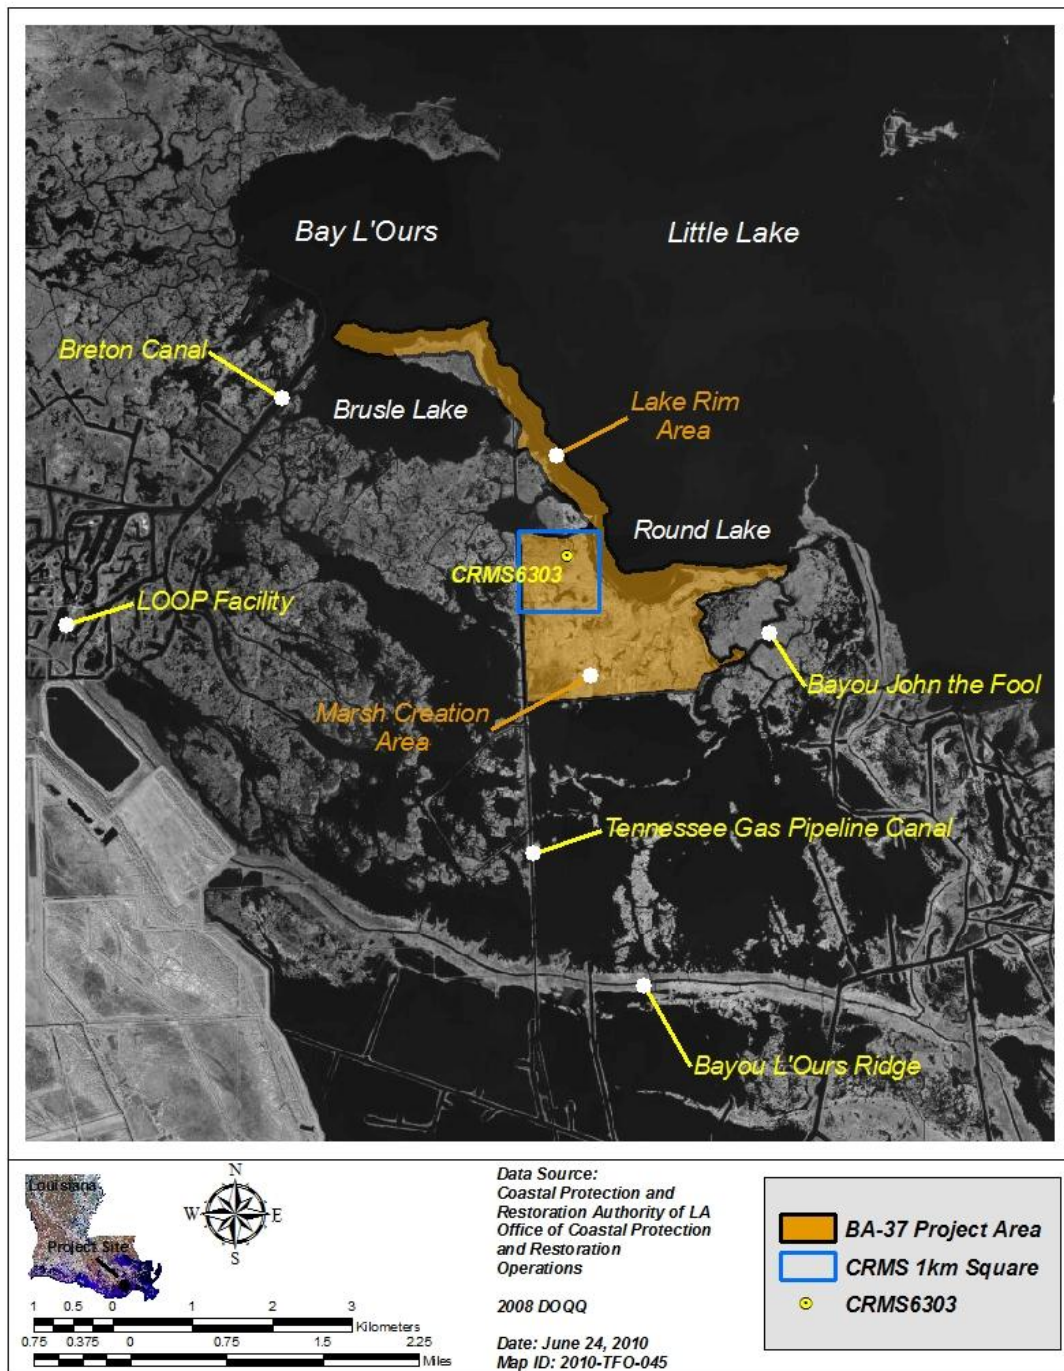 Bay L'Ours
Little Lake
Breton Canal
Brusle Lake
Lake Rim
Area
Round Lake
CRMS6303
LOOP Facility
Bayou John the Fool
Marsh Creation
Area
Tennessee Gas Pipeline Canal
Bayou L'Ours Ridge
Louisiana
Project Site
N
W
E
S
1 0.5 0 1 2 3
Kilometers
0.75 0.375 0 0.75 1.5 2.25
Miles
Data Source:
Coastal Protection and
Restoration Authority of LA
Office of Coastal Protection
and Restoration
Operations
2008 DOQQ
Date: June 24, 2010
Map ID: 2010-TFO-045
BA-37 Project Area
CRMS 1km Square
CRMS6303